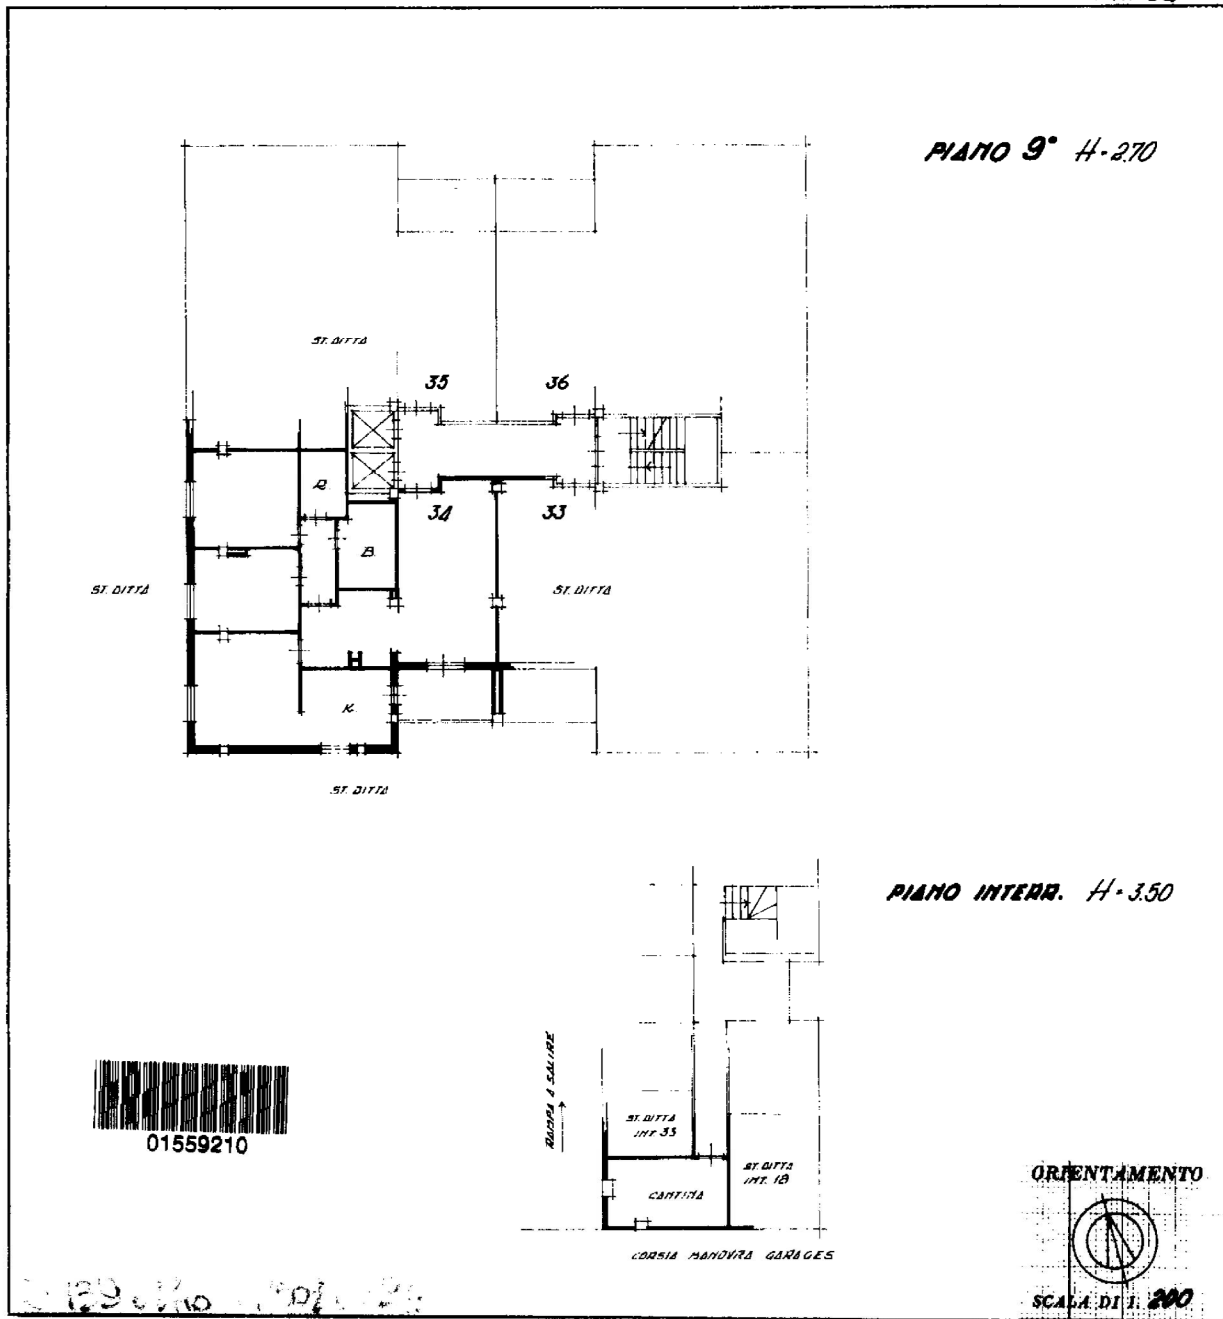 PIANO 9° H-2.70
ST. DITTA
35 36
R.
34 33
B.
ST. DITTA
ST. DITTA
K.
ST. DITTA
PIANO INTERR. H-3.50
RAMPA A SALIRE
ST. DITTA
INT. 35
ST. DITTA
INT. 18
CANTINA
CORSIA MANOVRA GARAGES
01559210
ORIENTAMENTO
SCALA DI 1: 200